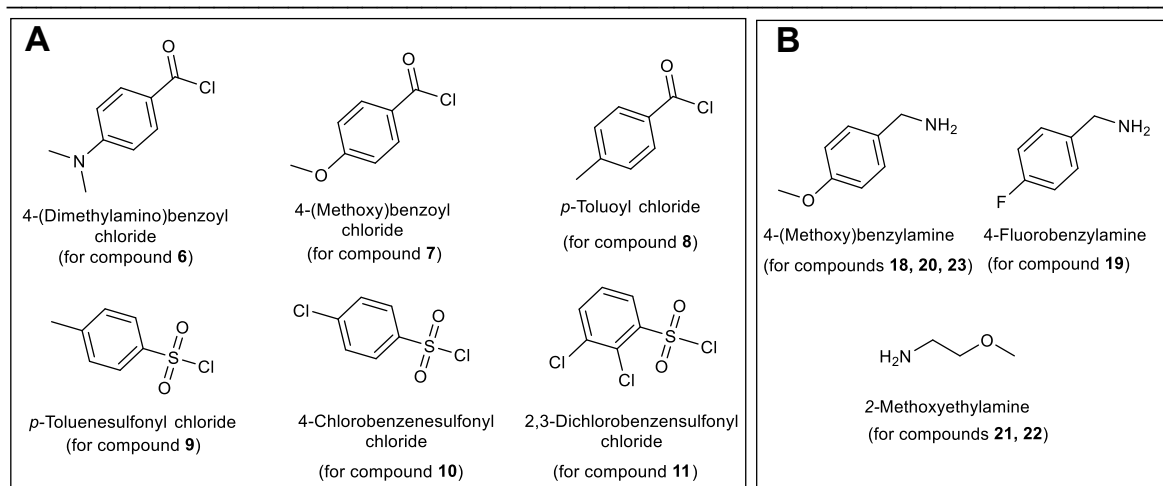 A
O
Cl
N
4-(Dimethylamino)benzoyl
chloride
(for compound 6)
O
Cl
O
4-(Methoxy)benzoyl
chloride
(for compound 7)
O
Cl
p-Toluoyl chloride
(for compound 8)
O
S
Cl
O
p-Toluenesulfonyl chloride
(for compound 9)
Cl
O
S
Cl
O
4-Chlorobenzenesulfonyl
chloride
(for compound 10)
O
S
Cl
O
Cl
Cl
2,3-Dichlorobenzensulfonyl
chloride
(for compound 11)
B
NH2
O
4-(Methoxy)benzylamine
(for compounds 18, 20, 23)
NH2
F
4-Fluorobenzylamine
(for compound 19)
H2N
O
2-Methoxyethylamine
(for compounds 21, 22)